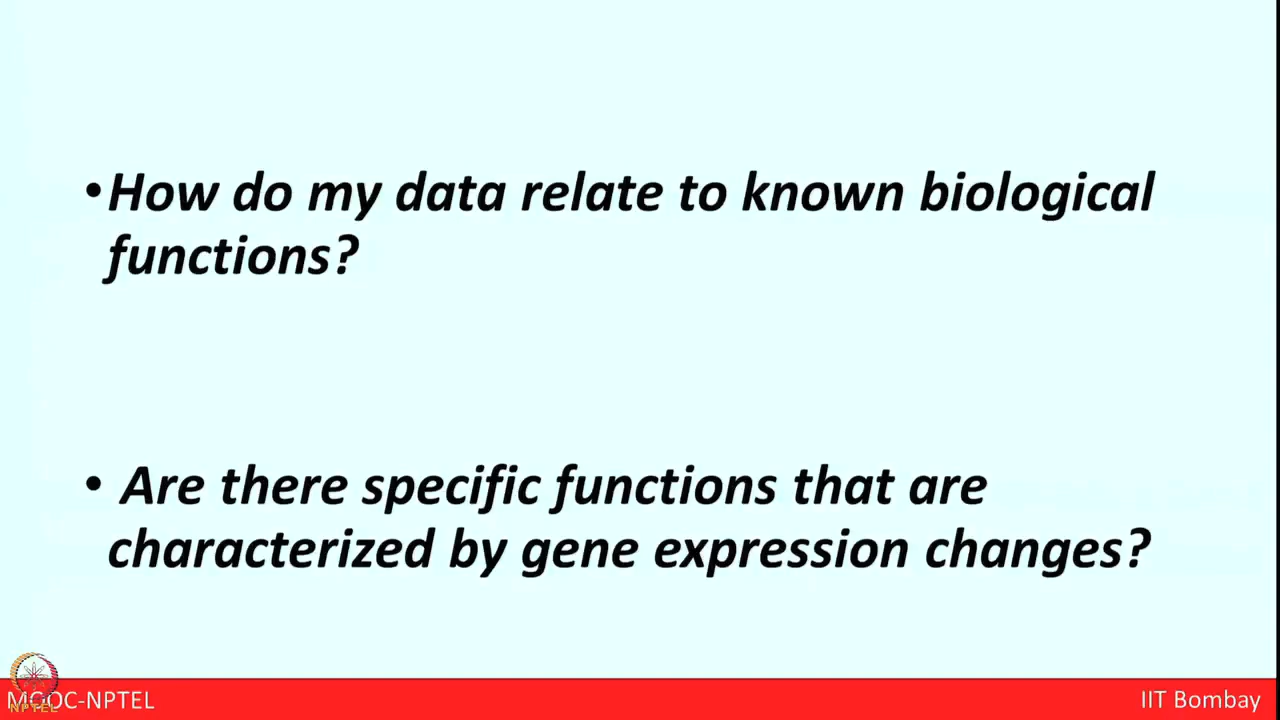 •How do my data relate to known biological
functions?
• Are there specific functions that are
characterized by gene expression changes?
MOOC-NPTEL
NPTEL
IIT Bombay